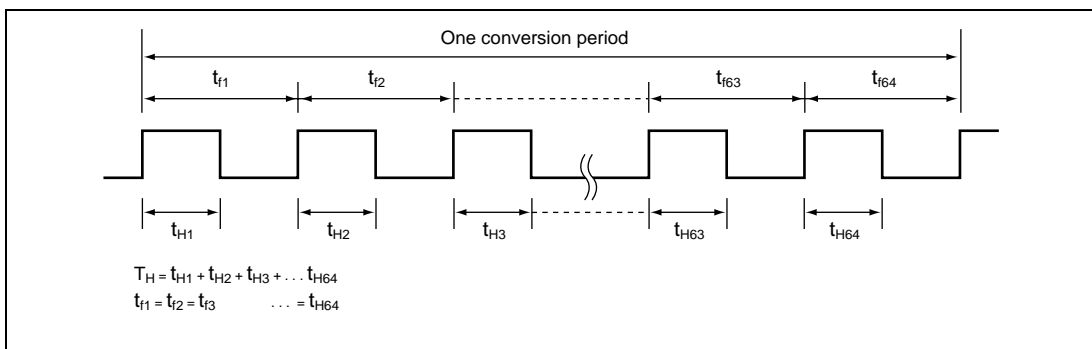 One conversion period
tf1 tf2 tf63 tf64
tH1 tH2 tH3 tH63 tH64
TH = tH1 + tH2 + tH3 + . . . tH64
tf1 = tf2 = tf3 . . . = tH64